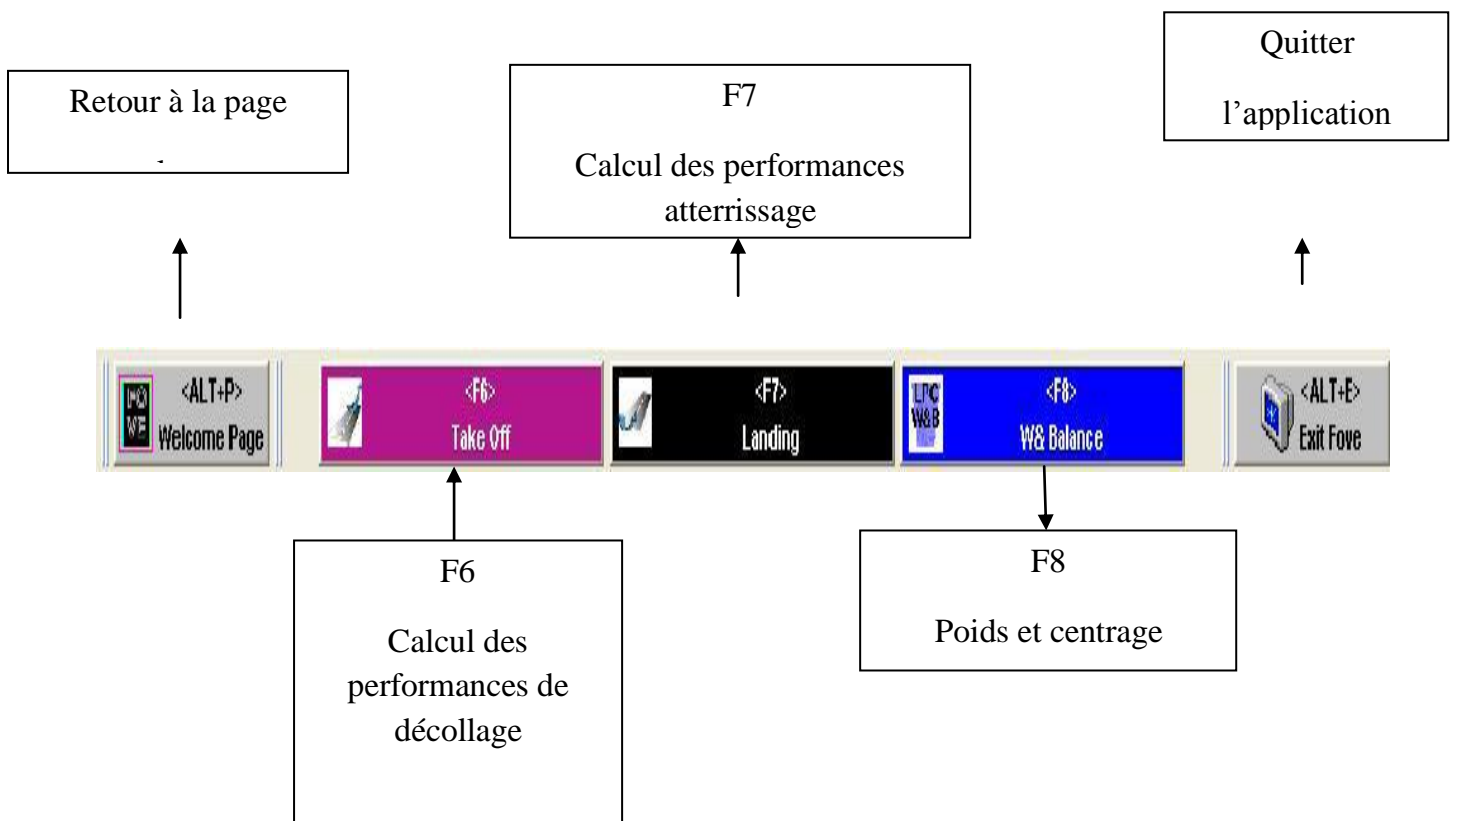 Quitter
l’application
Retour à la page
F7
Calcul des performances
atterrissage
<ALT+P>
Welcome Page
<F6>
Take Off
<F7>
Landing
LPC
W&B
<F8>
W& Balance
<ALT+E>
Exit Fove
F6
Calcul des
performances de
décollage
F8
Poids et centrage